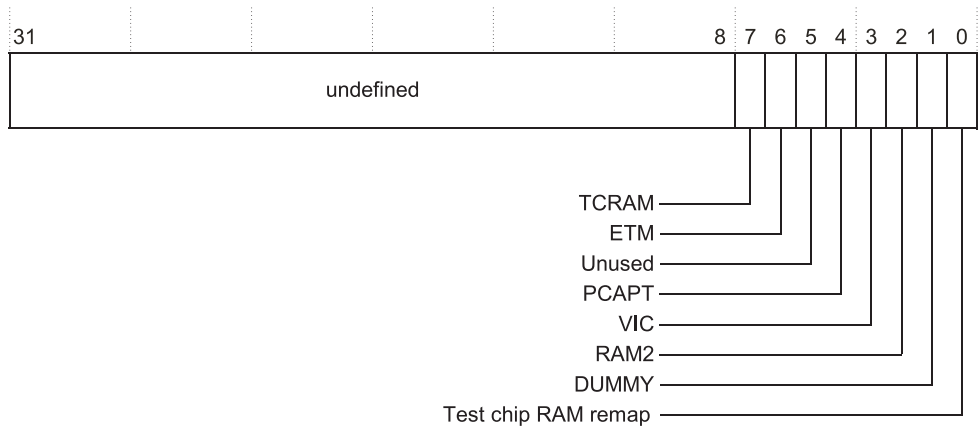 31 8 7 6 5 4 3 2 1 0
undefined
TCRAM
ETM
Unused
PCAPT
VIC
RAM2
DUMMY
Test chip RAM remap